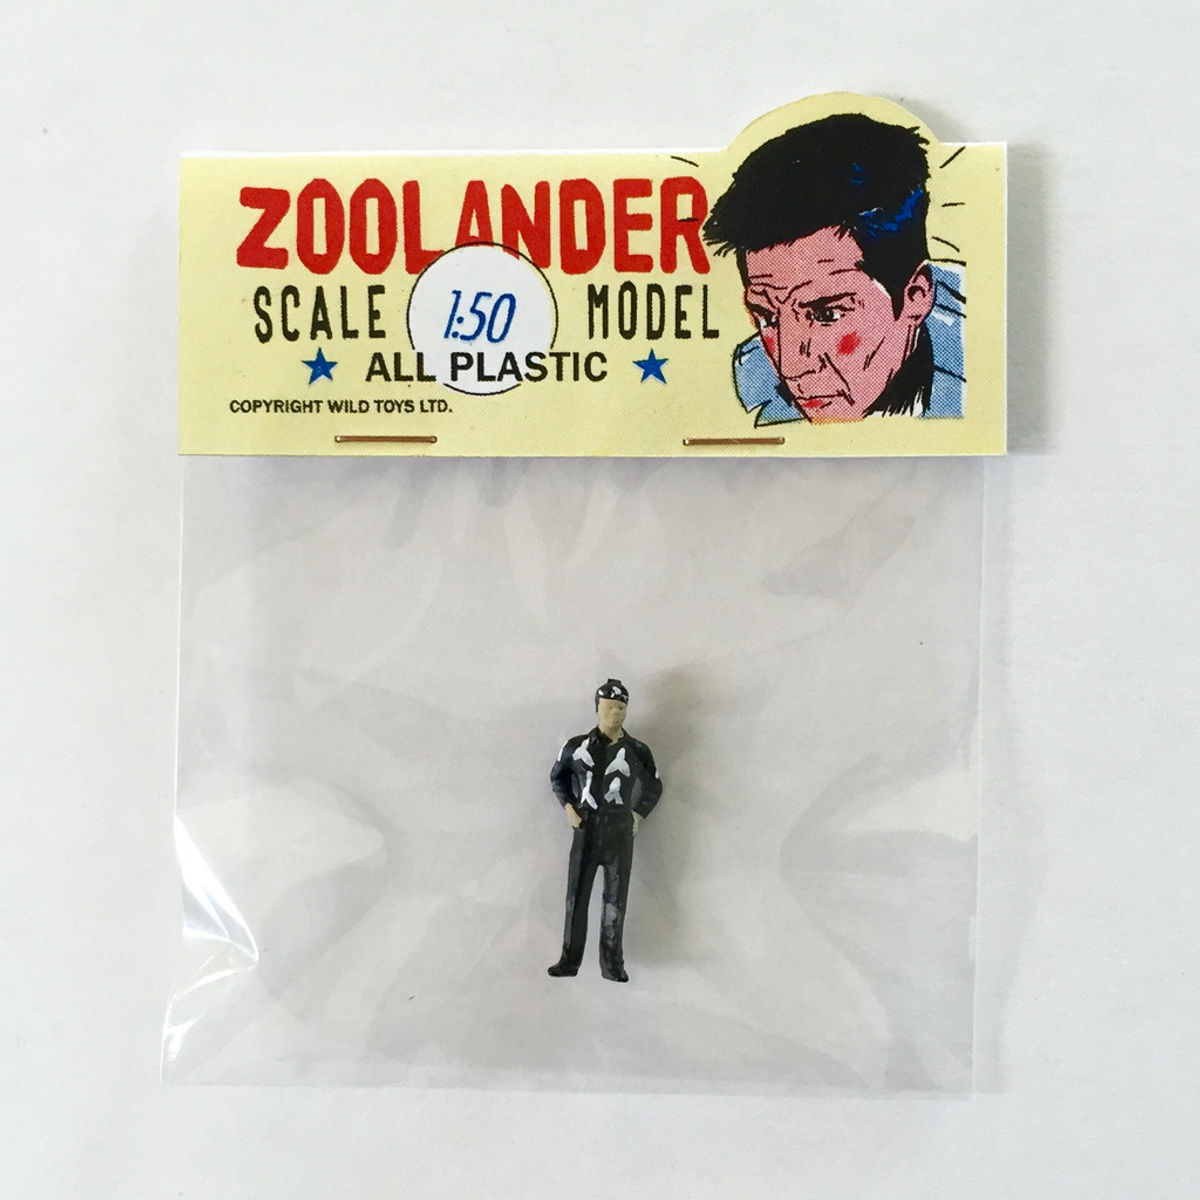 ZOOLANDER
SCALE 1:50 MODEL
ALL PLASTIC
COPYRIGHT WILD TOYS LTD.